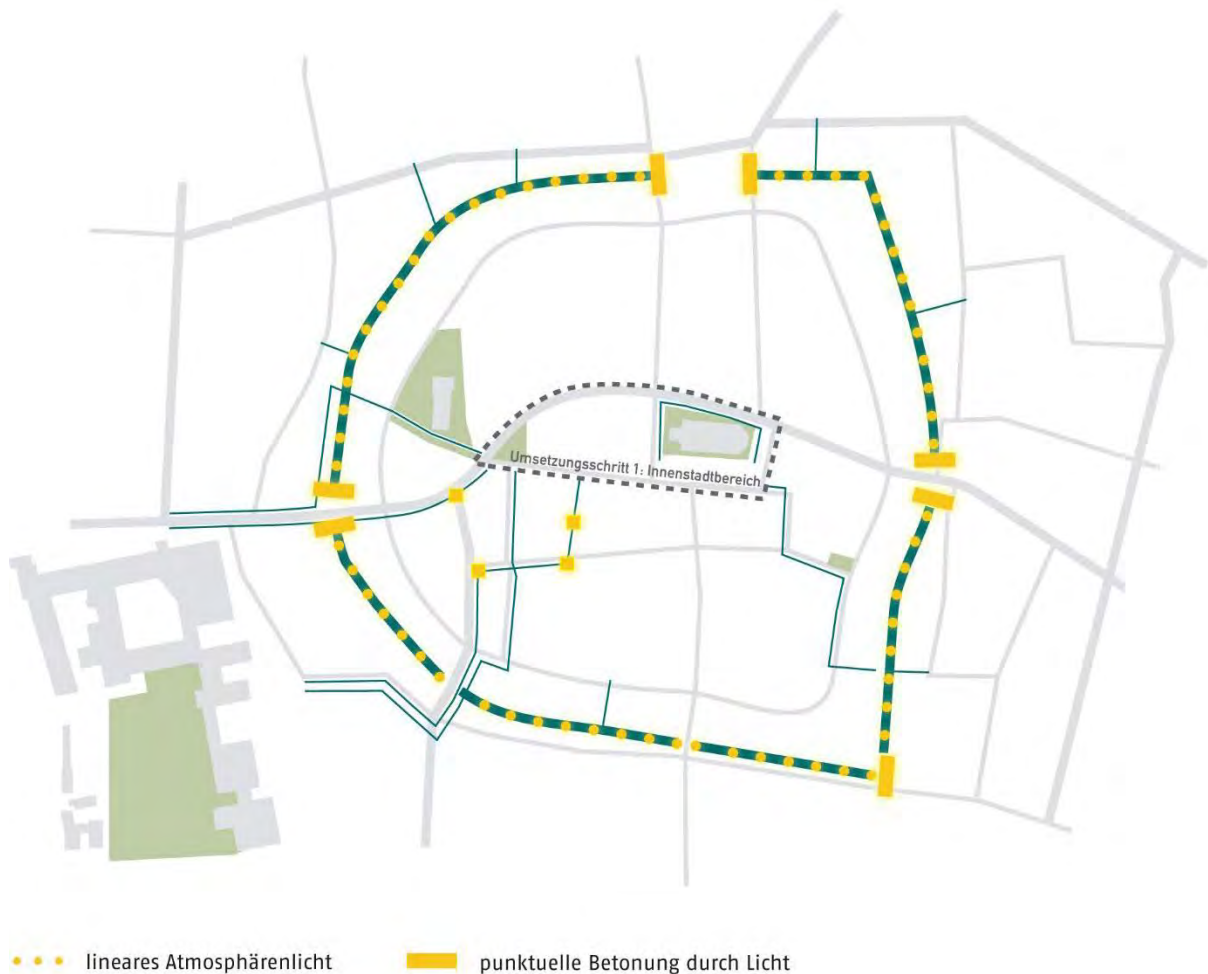 Umsetzungsschritt 1: Innenstadtbereich
lineares Atmosphärenlicht
punktuelle Betonung durch Licht